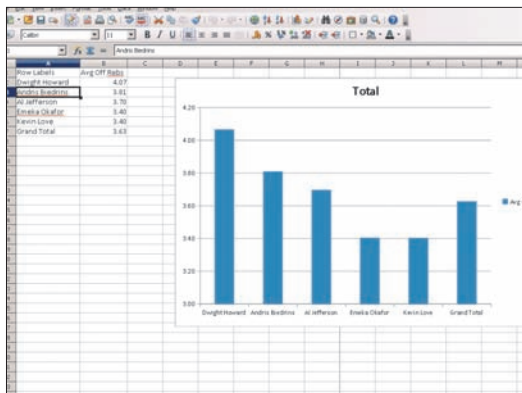 Calibri 11
Andris Biedrins
A B C D E F G H I J K L M
Row Labels Avg Off Rebs
Dwight Howard 4.07
Andris Biedrins 3.81
Al Jefferson 3.70
Emeka Okafor 3.40
Kevin Love 3.40
Grand Total 3.63
Total
4.20
4.00
3.80
3.60
3.40
3.20
3.00
Dwight Howard Andris Biedrins Al Jefferson Emeka Okafor Kevin Love Grand Total
Avg